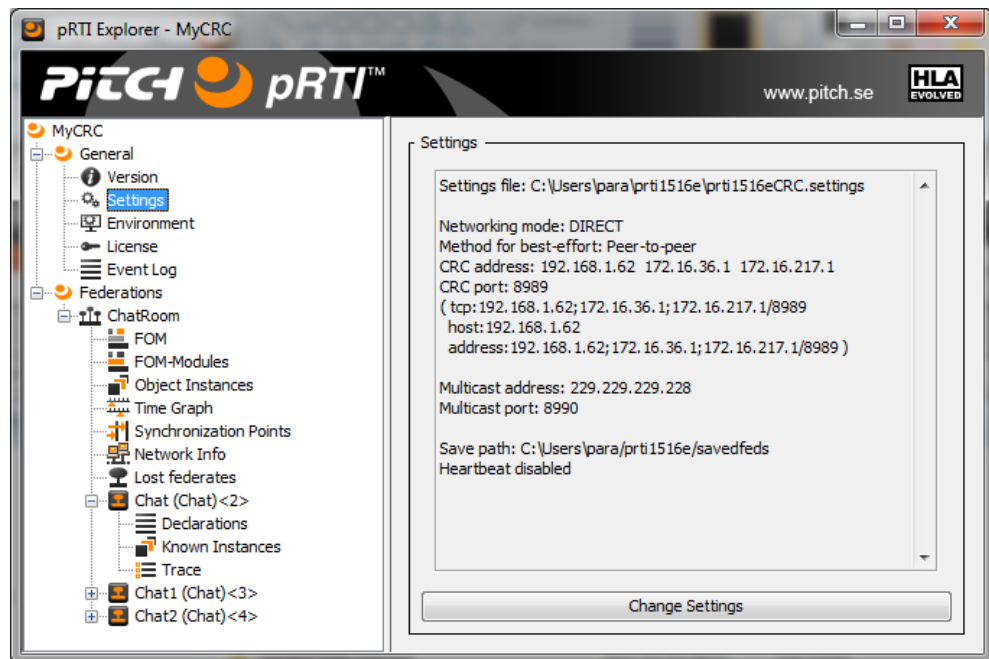 pRTI Explorer - MyCRC
PITCH pRTI™
www.pitch.se
HLA
EVOLVED
MyCRC
General
Version
Settings
Environment
License
Event Log
Federations
ChatRoom
FOM
FOM-Modules
Object Instances
Time Graph
Synchronization Points
Network Info
Lost federates
Chat (Chat)<2>
Declarations
Known Instances
Trace
Chat1 (Chat)<3>
Chat2 (Chat)<4>
Settings
Settings file: C:\Users\para\prti1516e\prti1516eCRC.settings
Networking mode: DIRECT
Method for best-effort: Peer-to-peer
CRC address: 192.168.1.62 172.16.36.1 172.16.217.1
CRC port: 8989
( tcp:192.168.1.62;172.16.36.1;172.16.217.1/8989
host:192.168.1.62
address:192.168.1.62;172.16.36.1;172.16.217.1/8989 )
Multicast address: 229.229.229.228
Multicast port: 8990
Save path: C:\Users\para/prti1516e/savedfeds
Heartbeat disabled
Change Settings